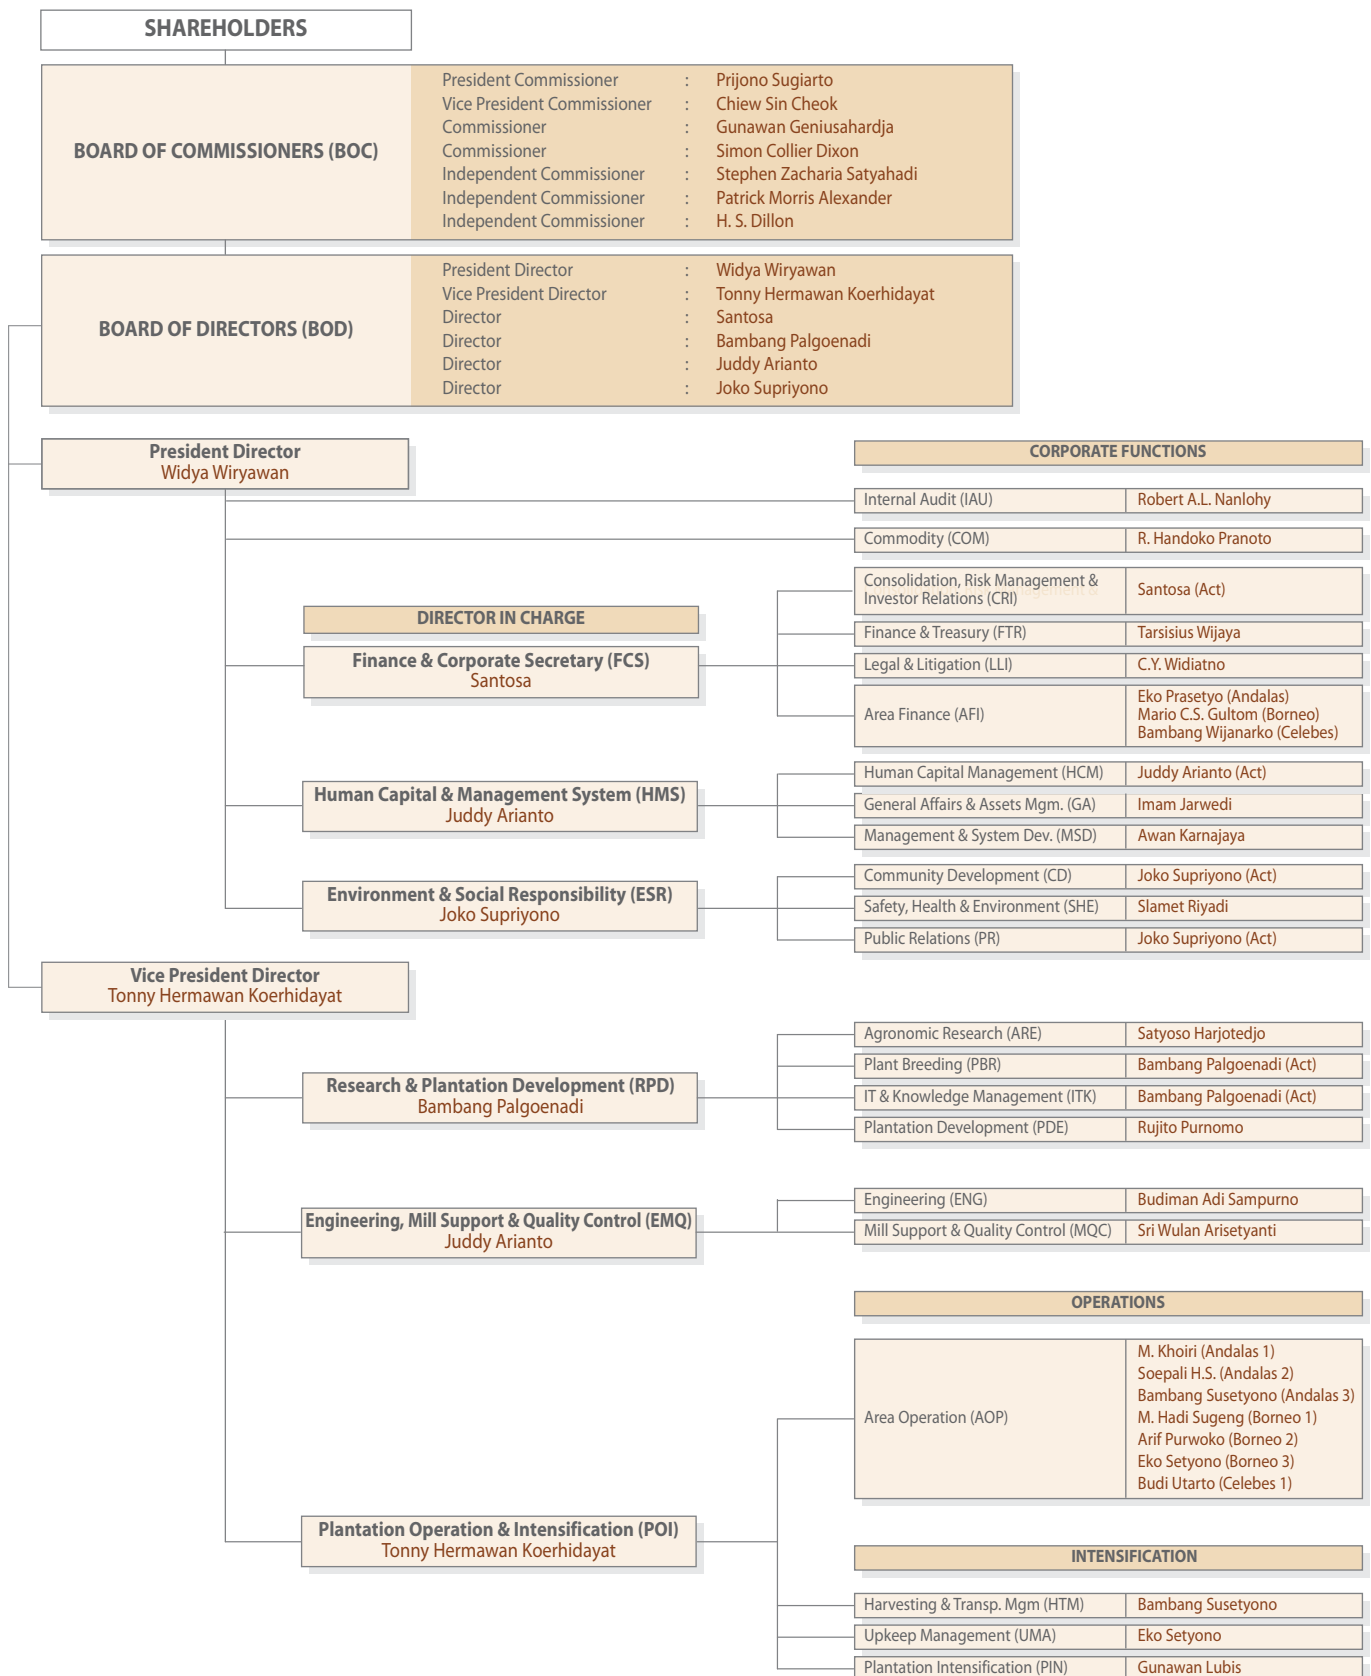 SHAREHOLDERS
BOARD OF COMMISSIONERS (BOC)
President Commissioner : Prijono Sugiarto
Vice President Commissioner : Chiew Sin Cheok
Commissioner : Gunawan Geniusahardja
Commissioner : Simon Collier Dixon
Independent Commissioner : Stephen Zacharia Satyahadi
Independent Commissioner : Patrick Morris Alexander
Independent Commissioner : H. S. Dillon
BOARD OF DIRECTORS (BOD)
President Director : Widya Wiryawan
Vice President Director : Tonny Hermawan Koerhidayat
Director : Santosa
Director : Bambang Palgoenadi
Director : Juddy Arianto
Director : Joko Supriyono
President Director
Widya Wiryawan
CORPORATE FUNCTIONS
Internal Audit (IAU) Robert A.L. Nanlohy
Commodity (COM) R. Handoko Pranoto
DIRECTOR IN CHARGE
Finance & Corporate Secretary (FCS)
Santosa
Consolidation, Risk Management &
Investor Relations (CRI)
Santosa (Act)
Finance & Treasury (FTR) Tarsisius Wijaya
Legal & Litigation (LLI) C.Y. Widiatno
Area Finance (AFI)
Eko Prasetyo (Andalas)
Mario C.S. Gultom (Borneo)
Bambang Wijanarko (Celebes)
Human Capital & Management System (HMS)
Juddy Arianto
Human Capital Management (HCM) Juddy Arianto (Act)
General Affairs & Assets Mgm. (GA) Imam Jarwedi
Management & System Dev. (MSD) Awan Karnajaya
Environment & Social Responsibility (ESR)
Joko Supriyono
Community Development (CD) Joko Supriyono (Act)
Safety, Health & Environment (SHE) Slamet Riyadi
Public Relations (PR) Joko Supriyono (Act)
Vice President Director
Tonny Hermawan Koerhidayat
Research & Plantation Development (RPD)
Bambang Palgoenadi
Agronomic Research (ARE) Satyoso Harjotedjo
Plant Breeding (PBR) Bambang Palgoenadi (Act)
IT & Knowledge Management (ITK) Bambang Palgoenadi (Act)
Plantation Development (PDE) Rujito Purnomo
Engineering, Mill Support & Quality Control (EMQ)
Juddy Arianto
Engineering (ENG) Budiman Adi Sampurno
Mill Support & Quality Control (MQC) Sri Wulan Arisetyanti
OPERATIONS
Area Operation (AOP)
M. Khoiri (Andalas 1)
Soepali H.S. (Andalas 2)
Bambang Susetyono (Andalas 3)
M. Hadi Sugeng (Borneo 1)
Arif Purwoko (Borneo 2)
Eko Setyono (Borneo 3)
Budi Utarto (Celebes 1)
Plantation Operation & Intensification (POI)
Tonny Hermawan Koerhidayat
INTENSIFICATION
Harvesting & Transp. Mgm (HTM) Bambang Susetyono
Upkeep Management (UMA) Eko Setyono
Plantation Intensification (PIN) Gunawan Lubis